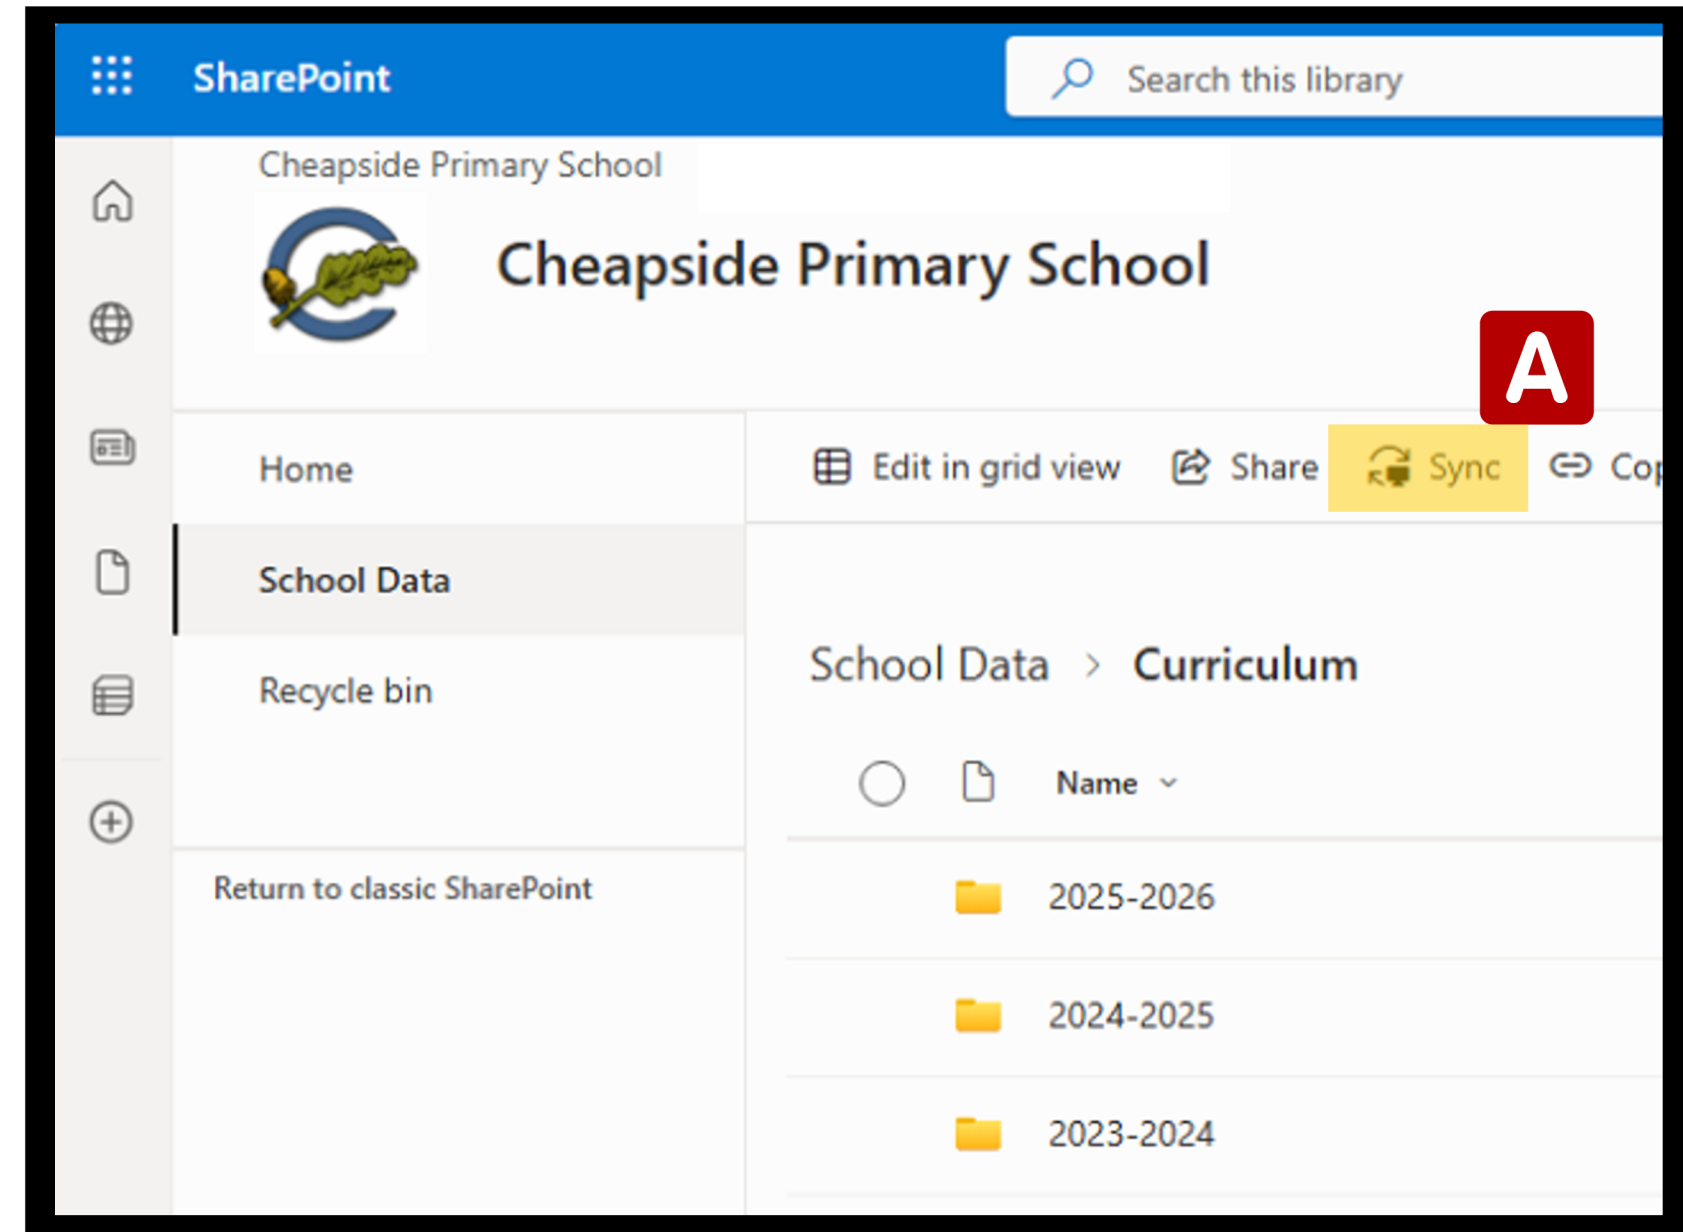 SharePoint
Search this library
Cheapside Primary School
Cheapside Primary School
A
Home
Edit in grid view
Share
Sync
School Data
School Data > Curriculum
Recycle bin
Name
Return to classic SharePoint
2025-2026
2024-2025
2023-2024